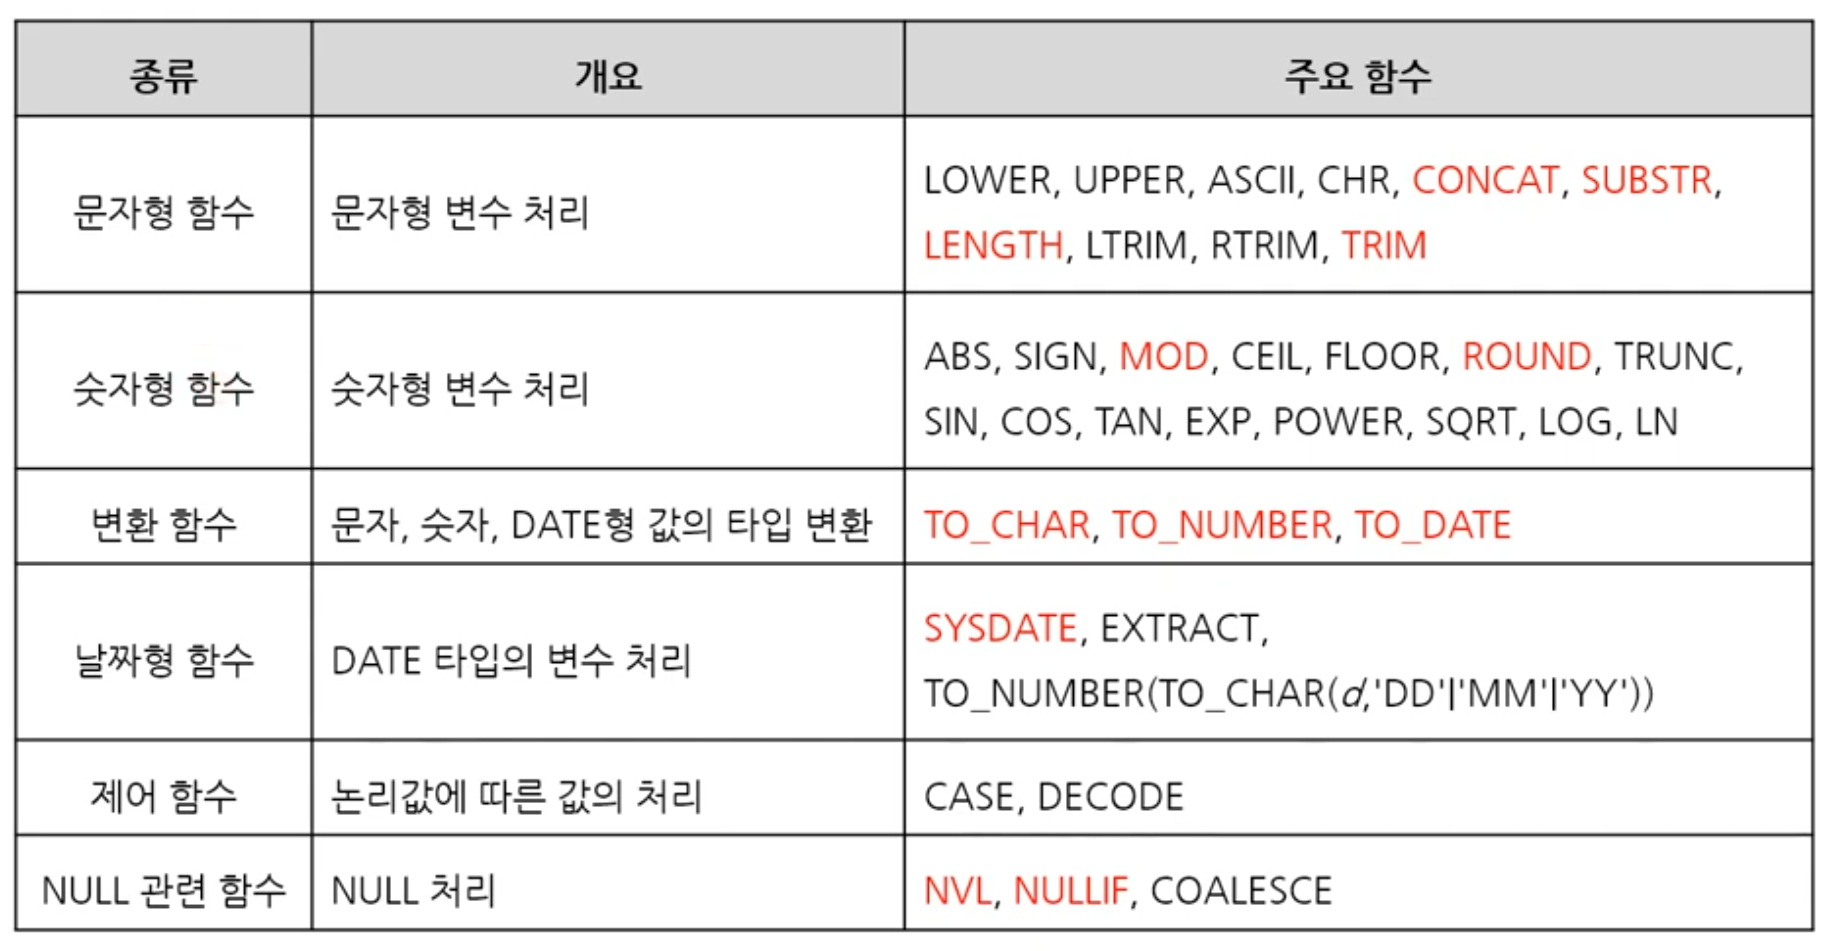 종류 개요 주요 함수
문자형 함수 문자형 변수 처리 LOWER, UPPER, ASCII, CHR, CONCAT, SUBSTR,
LENGTH, LTRIM, RTRIM, TRIM
숫자형 함수 숫자형 변수 처리 ABS, SIGN, MOD, CEIL, FLOOR, ROUND, TRUNC,
SIN, COS, TAN, EXP, POWER, SQRT, LOG, LN
변환 함수 문자, 숫자, DATE형 값의 타입 변환 TO_CHAR, TO_NUMBER, TO_DATE
날짜형 함수 DATE 타입의 변수 처리 SYSDATE, EXTRACT,
TO_NUMBER(TO_CHAR(d,'DD'|'MM'|'YY'))
제어 함수 논리값에 따른 값의 처리 CASE, DECODE
NULL 관련 함수 NULL 처리 NVL, NULLIF, COALESCE